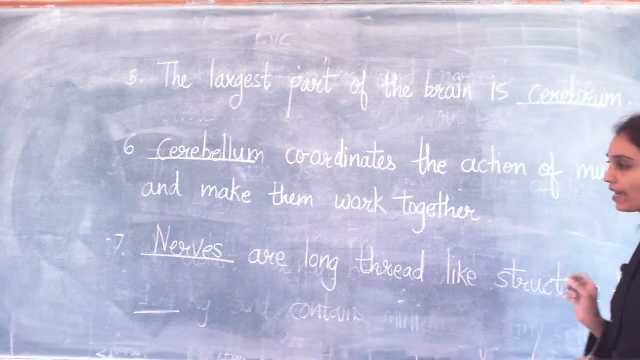 5. The largest part of the brain is cerebrum.
6 Cerebellum coordinates the action of mu
and make them work together.
7. Nerves are long thread like struct
contains